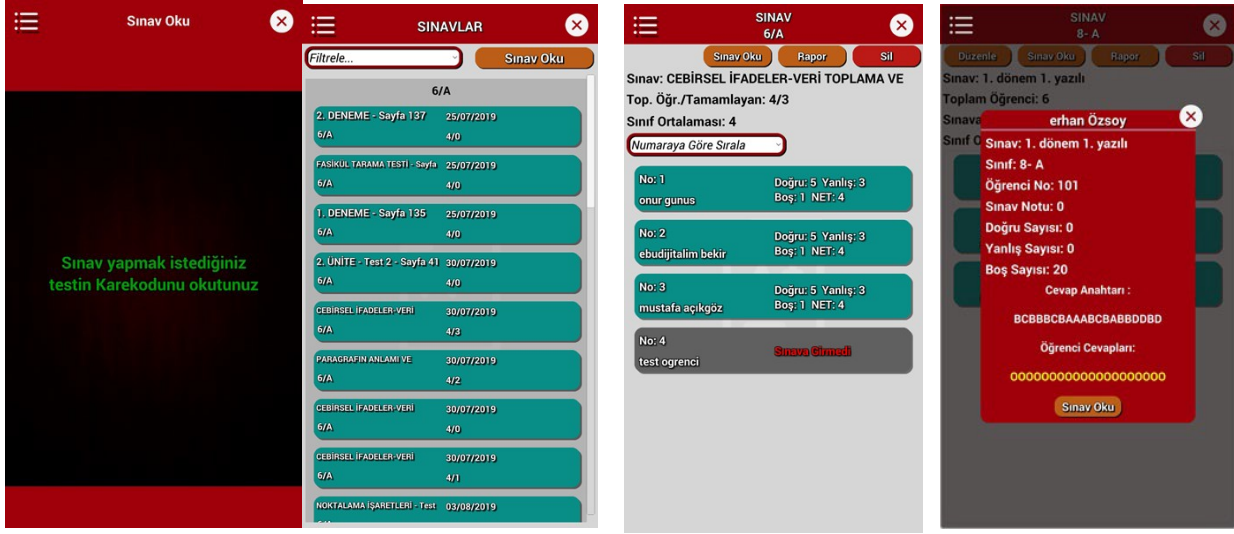 Sınav Oku
Sınav yapmak istediğiniz
testin Karekodunu okutunuz
SINAVLAR
Filtrele...
Sınav Oku
6/A
2. DENEME - Sayfa 137 25/07/2019
6/A 4/0
FASİKÜL TARAMA TESTİ - Sayfa 25/07/2019
6/A 4/0
1. DENEME - Sayfa 135 25/07/2019
6/A 4/0
2. ÜNİTE - Test 2 - Sayfa 41 30/07/2019
6/A 4/0
CEBİRSEL İFADELER-VERİ 30/07/2019
6/A 4/3
PARAGRAFIN ANLAMI VE 30/07/2019
6/A 4/2
CEBİRSEL İFADELER-VERİ 30/07/2019
6/A 4/0
CEBİRSEL İFADELER-VERİ 30/07/2019
6/A 4/1
NOKTALAMA İŞARETLERİ - Test 03/08/2019
SINAV
6/A
Sınav Oku Rapor Sil
Sınav: CEBİRSEL İFADELER-VERİ TOPLAMA VE
Top. Öğr./Tamamlayan: 4/3
Sınıf Ortalaması: 4
Numaraya Göre Sırala
No: 1 Doğru: 5 Yanlış: 3
onur gunus Boş: 1 NET: 4
No: 2 Doğru: 5 Yanlış: 3
ebudijitalim bekir Boş: 1 NET: 4
No: 3 Doğru: 5 Yanlış: 3
mustafa açıkgöz Boş: 1 NET: 4
No: 4
Sınava Girmedi
test ogrenci
SINAV
8- A
Düzenle Sınav Oku Rapor Sil
Sınav: 1. dönem 1. yazılı
Toplam Öğrenci: 6
Sınava
Sınıf O
erhan Özsoy
Sınav: 1. dönem 1. yazılı
Sınıf: 8- A
Öğrenci No: 101
Sınav Notu: 0
Doğru Sayısı: 0
Yanlış Sayısı: 0
Boş Sayısı: 20
Cevap Anahtarı :
BCBBBCBAAABCBABBDDBD
Öğrenci Cevapları:
OOOOOOOOOOOOOOOOOOOO
Sınav Oku